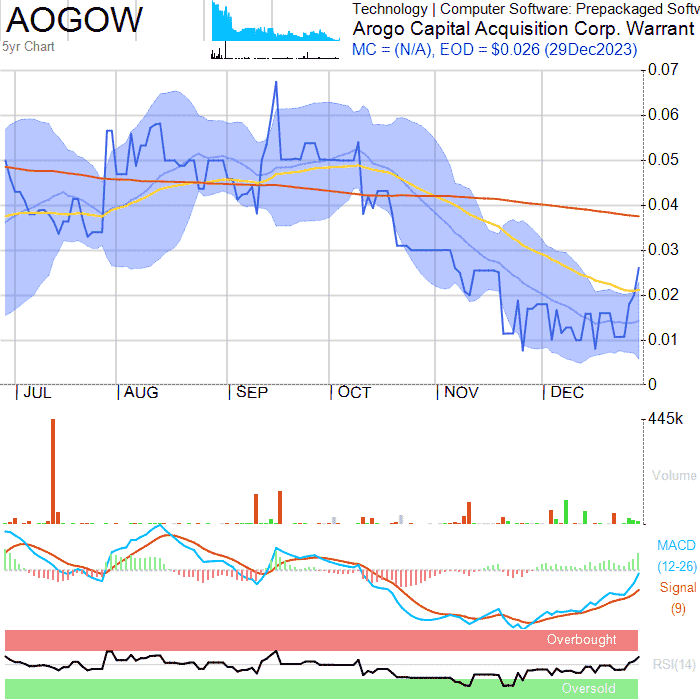 AOGOW
5yr Chart
Technology | Computer Software: Prepackaged Softw
Arogo Capital Acquisition Corp. Warrant
MC = (N/A), EOD = $0.026 (29Dec2023)
0.07
0.06
0.05
0.04
0.03
0.02
0.01
0
JUL AUG SEP OCT NOV DEC
445k
Volume
MACD
(12-26)
Signal
(9)
Overbought
RSI(14)
Oversold